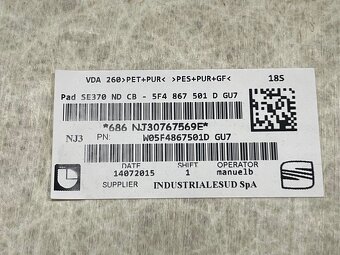 VDA 260>PET+PUR< >PES+PUR+GF< 18S
Pad SE370 ND CB - 5F4 867 501 D GU7
*686 NJ30767569E*
NJ3 PN: W05F4867501D GU7
DATE SHIFT OPERATOR
14072015 1 manuelb
SUPPLIER INDUSTRIALESUD SpA